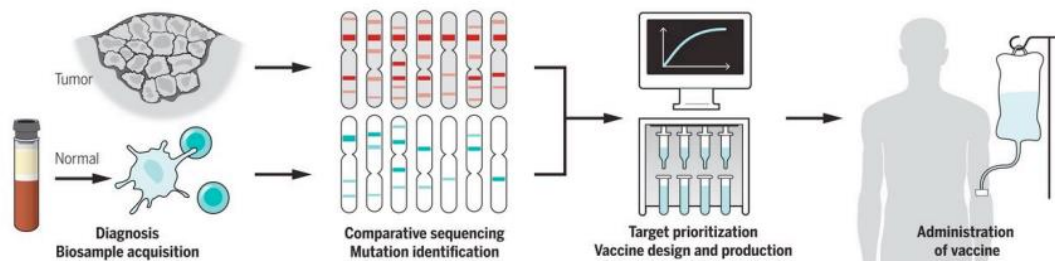 Tumor
Normal
Diagnosis
Biosample acquisition
Comparative sequencing
Mutation identification
Target prioritization
Vaccine design and production
Administration
of vaccine